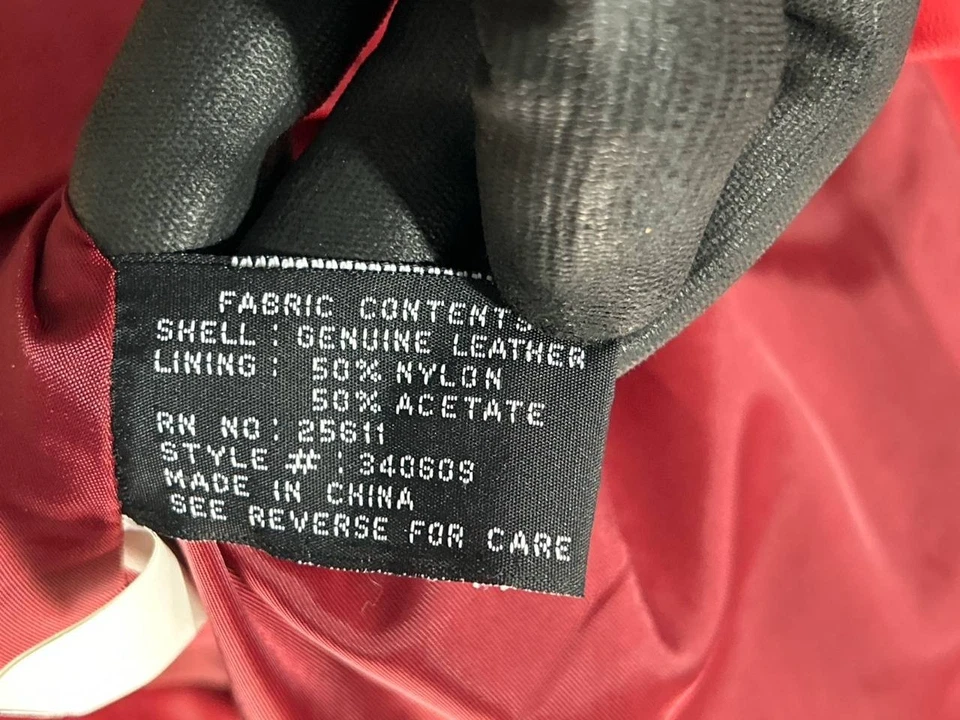 FABRIC CONTENTS
SHELL : GENUINE LEATHER
LINING : 50% NYLON
50% ACETATE
RN NO : 25611
STYLE # : 340609
MADE IN CHINA
SEE REVERSE FOR CARE